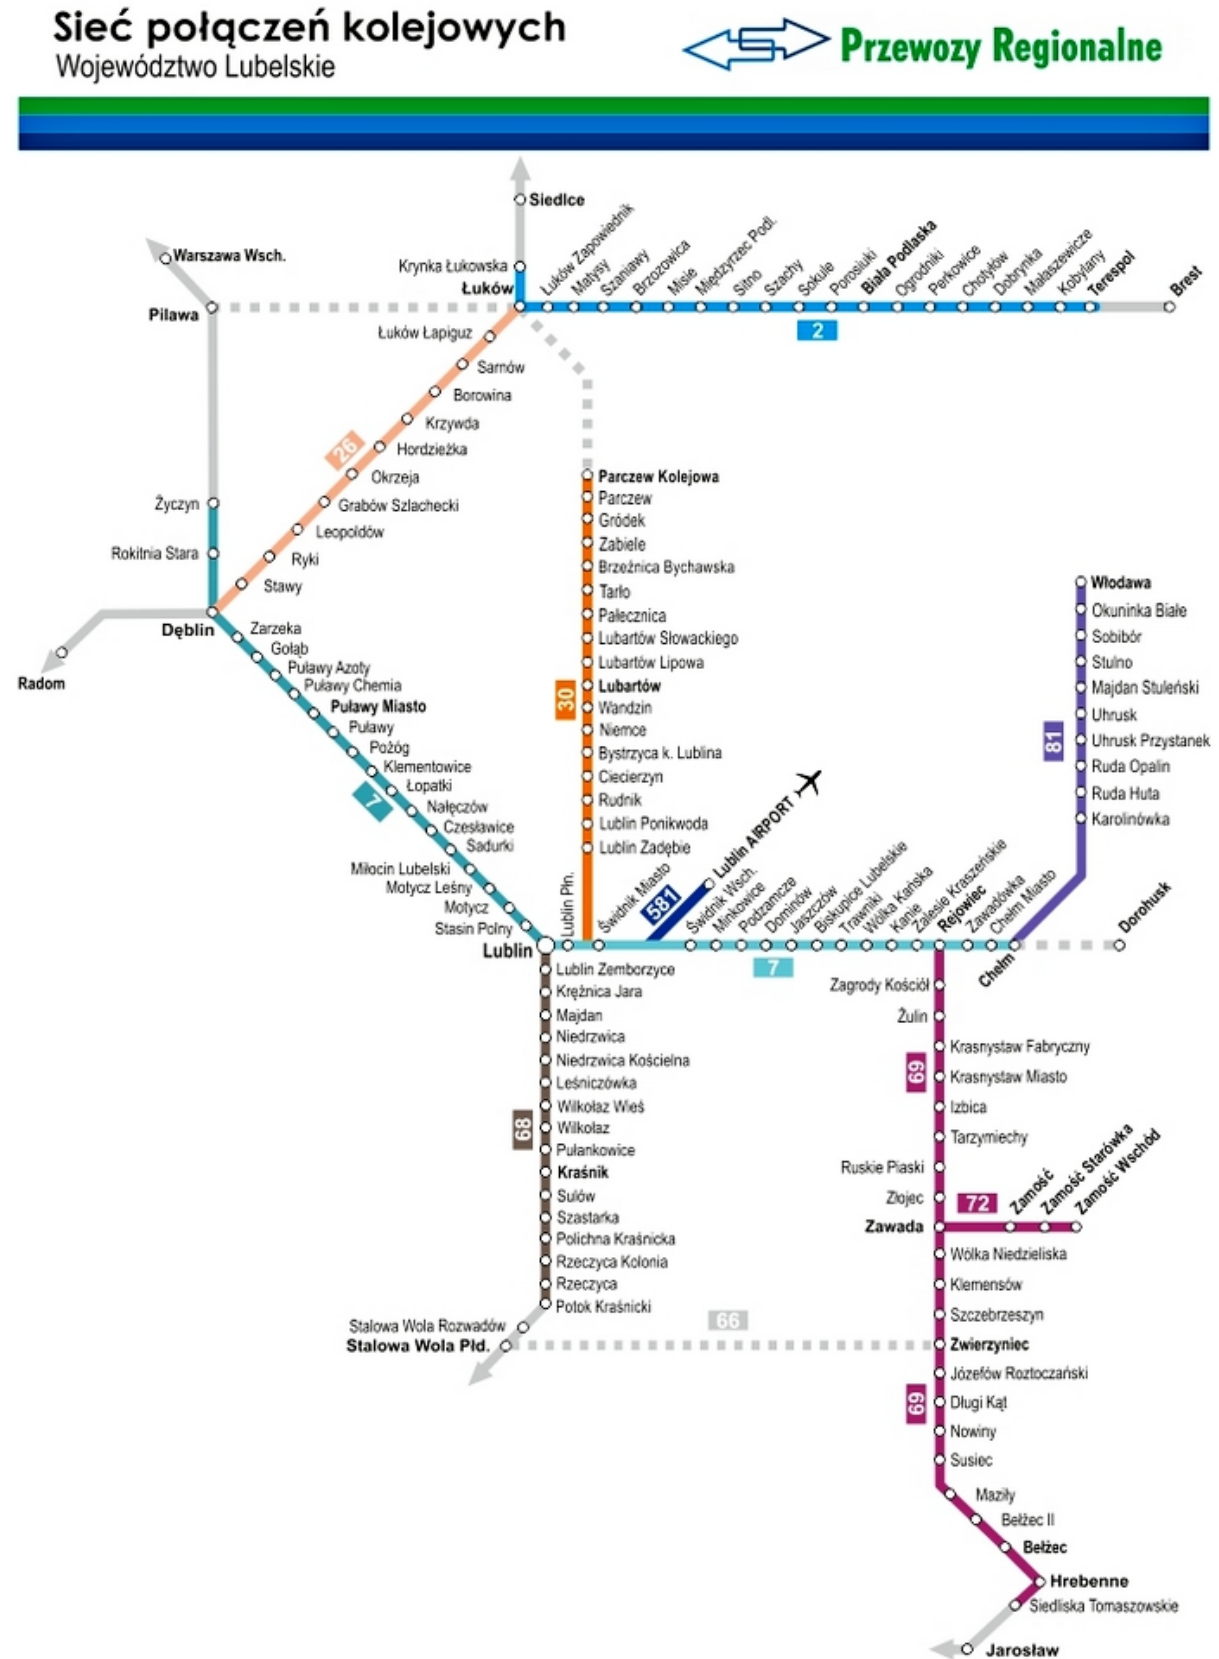 Sieć połączeń kolejowych
Województwo Lubelskie
Przewozy Regionalne
Siedlce
Warszawa Wsch.
Krynka Łukowska
Łuków
Pilawa
Luków Zapowiednik
Matysy
Szaniawy
Brzozowica
Misie
Międzyrzec Podl.
Sitno
Szachy
Sokule
Porosiuki
Biala Podlaska
Ogrodniki
Perkowice
Chotyłów
Dobrynka
Małaszewicze
Kobylany
Terespol
Brest
2
Łuków Łapiguz
Sarnów
Borowina
Krzywda
Hordzieżka
26
Okrzeja
Grabów Szlachecki
Leopoldów
Ryki
Stawy
Życzyn
Rokitnia Stara
Dęblin
Radom
Parczew Kolejowa
Parczew
Gródek
Zabiele
Brzeźnica Bychawska
Tarło
Pałecznica
Lubartów Słowackiego
Lubartów Lipowa
Lubartów
30
Wandzin
Niemce
Bystrzyca k. Lublina
Ciecierzyn
Rudnik
Lublin Ponikwoda
Lublin Zadębie
Włodawa
Okuninka Białe
Sobibór
Stulno
Majdan Stuleński
Uhrusk
81
Uhrusk Przystanek
Ruda Opalin
Ruda Huta
Karolinówka
Zarzeka
Gołąb
Puławy Azoty
Puławy Chemia
Puławy Miasto
Puławy
Pożóg
Klementowice
Łopatki
7
Nałęczów
Czesławice
Sadurki
Miłocin Lubelski
Motycz Leśny
Motycz
Stasin Polny
Lublin
Lublin Płn.
Świdnik Miasto
581
Lublin AIRPORT
Świdnik Wsch.
Minkowice
Podzamcze
Dominów
Jaszczów
Biskupice Lubelskie
Trawniki
Wólka Kańska
Kanie
Zalesie Kraszeńskie
Rejowiec
Zawadówka
Chełm Miasto
Chełm
Dorohusk
7
Lublin Zemborzyce
Krężnica Jara
Majdan
Niedrzwica
Niedrzwica Kościelna
Leśniczówka
Wilkołaz Wieś
68
Wilkołaz
Pułankowice
Kraśnik
Sulów
Szastarka
Polichna Kraśnicka
Rzeczyca Kolonia
Rzeczyca
Potok Kraśnicki
Stalowa Wola Rozwadów
Stalowa Wola Płd.
66
Zagrody Kościół
Żulin
Krasnystaw Fabryczny
69
Krasnystaw Miasto
Izbica
Tarzymiechy
Ruskie Piaski
Złojec
72
Zamość
Zamość Starówka
Zamość Wschód
Zawada
Wólka Niedzieliska
Klemensów
Szczebrzeszyn
Zwierzyniec
Józefów Roztoczański
69
Długi Kąt
Nowiny
Susiec
Maziły
Bełżec II
Bełżec
Hrebenne
Siedliska Tomaszowskie
Jarosław